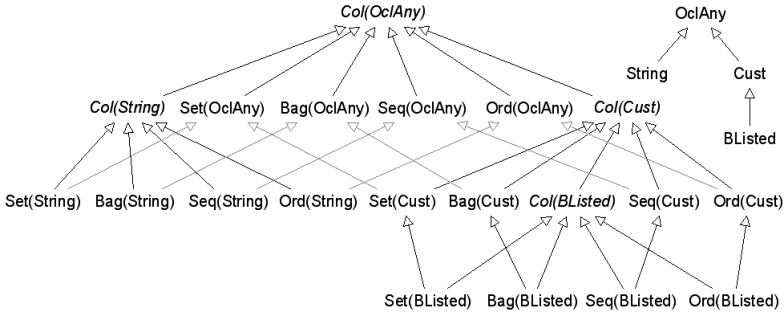 Col(OclAny) OclAny
String Cust
Col(String) Set(OclAny) Bag(OclAny) Seq(OclAny) Ord(OclAny) Col(Cust)
BListed
Set(String) Bag(String) Seq(String) Ord(String) Set(Cust) Bag(Cust) Col(BListed) Seq(Cust) Ord(Cust)
Set(BListed) Bag(BListed) Seq(BListed) Ord(BListed)